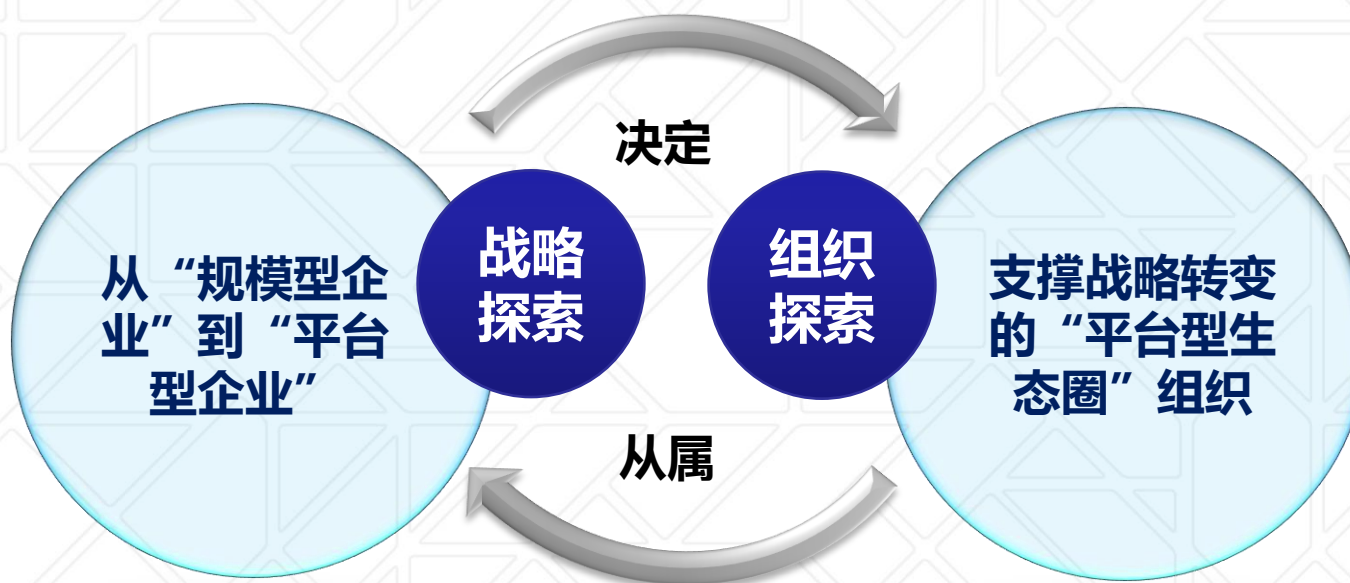 决定
战略
探索
组织
探索
从“规模型企
业”到“平台
型企业”
支撑战略转变
的“平台型生
态圈”组织
从属